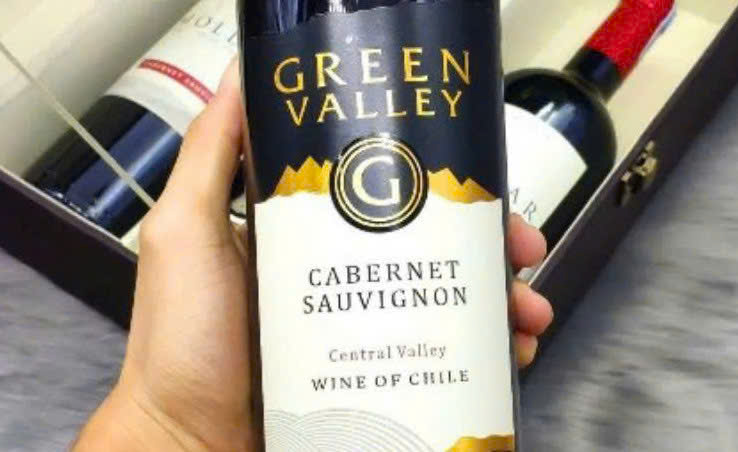 GREEN
VALLEY
G
CABERNET
SAUVIGNON
Central Valley
WINE OF CHILE